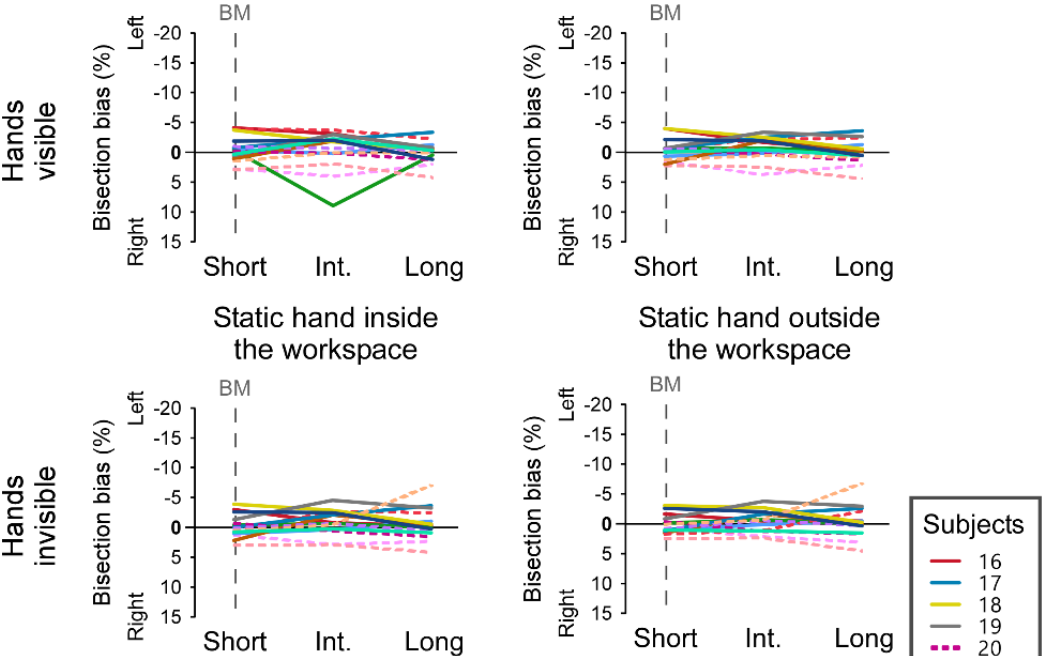 BM
BM
Hands
visible
Bisection bias (%)
Left
Right
-20
-15
-10
-5
0
5
10
15
Short Int. Long
Bisection bias (%)
Left
Right
-20
-15
-10
-5
0
5
10
15
Short Int. Long
Static hand inside
the workspace
Static hand outside
the workspace
BM
BM
Hands
invisible
Bisection bias (%)
Left
Right
-20
-15
-10
-5
0
5
10
15
Short Int. Long
Bisection bias (%)
Left
Right
-20
-15
-10
-5
0
5
10
15
Short Int. Long
Subjects
16
17
18
19
20